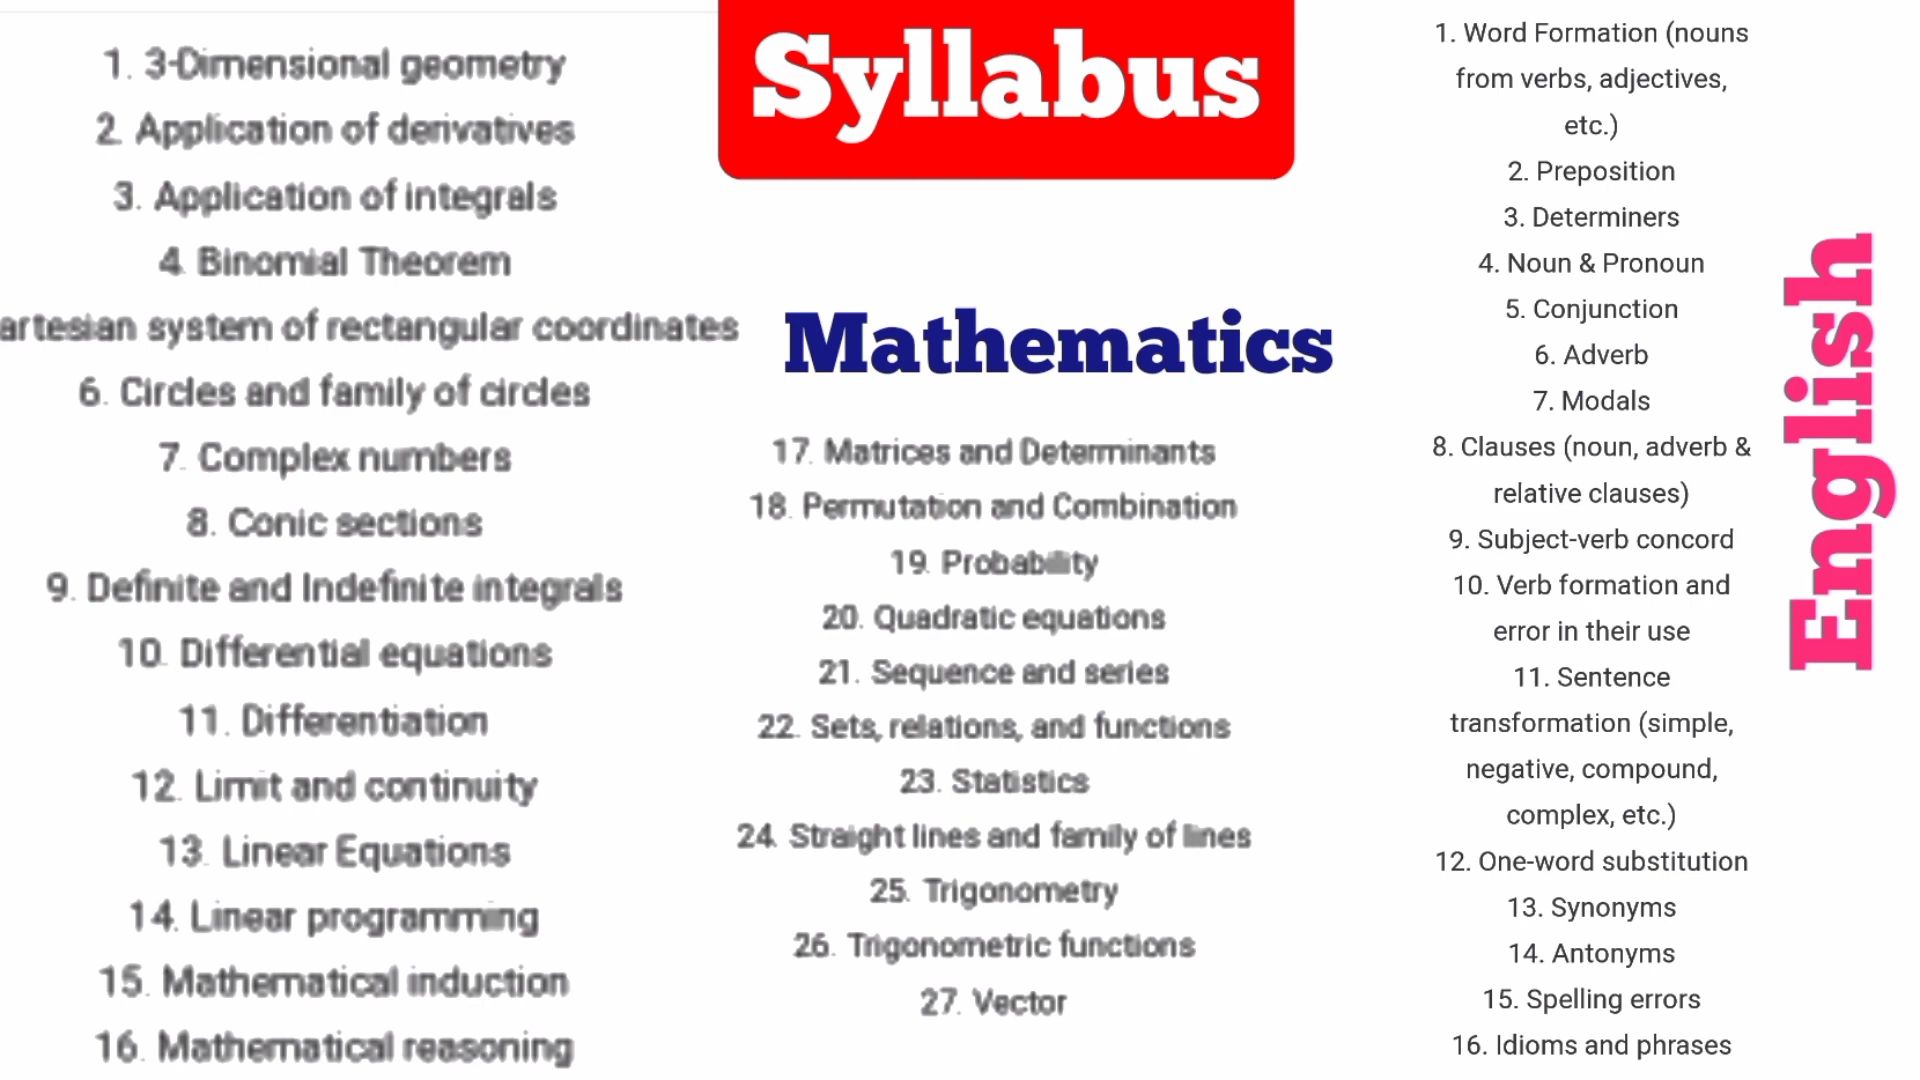 Syllabus
1. 3-Dimensional geometry
2. Application of derivatives
3. Application of integrals
4. Binomial Theorem
artesian system of rectangular coordinates
6. Circles and family of circles
7. Complex numbers
8. Conic sections
9. Definite and Indefinite integrals
10. Differential equations
11. Differentiation
12. Limit and continuity
13. Linear Equations
14. Linear programming
15. Mathematical induction
16. Mathematical reasoning
Mathematics
17. Matrices and Determinants
18. Permutation and Combination
19. Probability
20. Quadratic equations
21. Sequence and series
22. Sets, relations, and functions
23. Statistics
24. Straight lines and family of lines
25. Trigonometry
26. Trigonometric functions
27. Vector
1. Word Formation (nouns
from verbs, adjectives,
etc.)
2. Preposition
3. Determiners
4. Noun & Pronoun
5. Conjunction
6. Adverb
7. Modals
8. Clauses (noun, adverb &
relative clauses)
9. Subject-verb concord
10. Verb formation and
error in their use
11. Sentence
transformation (simple,
negative, compound,
complex, etc.)
12. One-word substitution
13. Synonyms
14. Antonyms
15. Spelling errors
16. Idioms and phrases
English